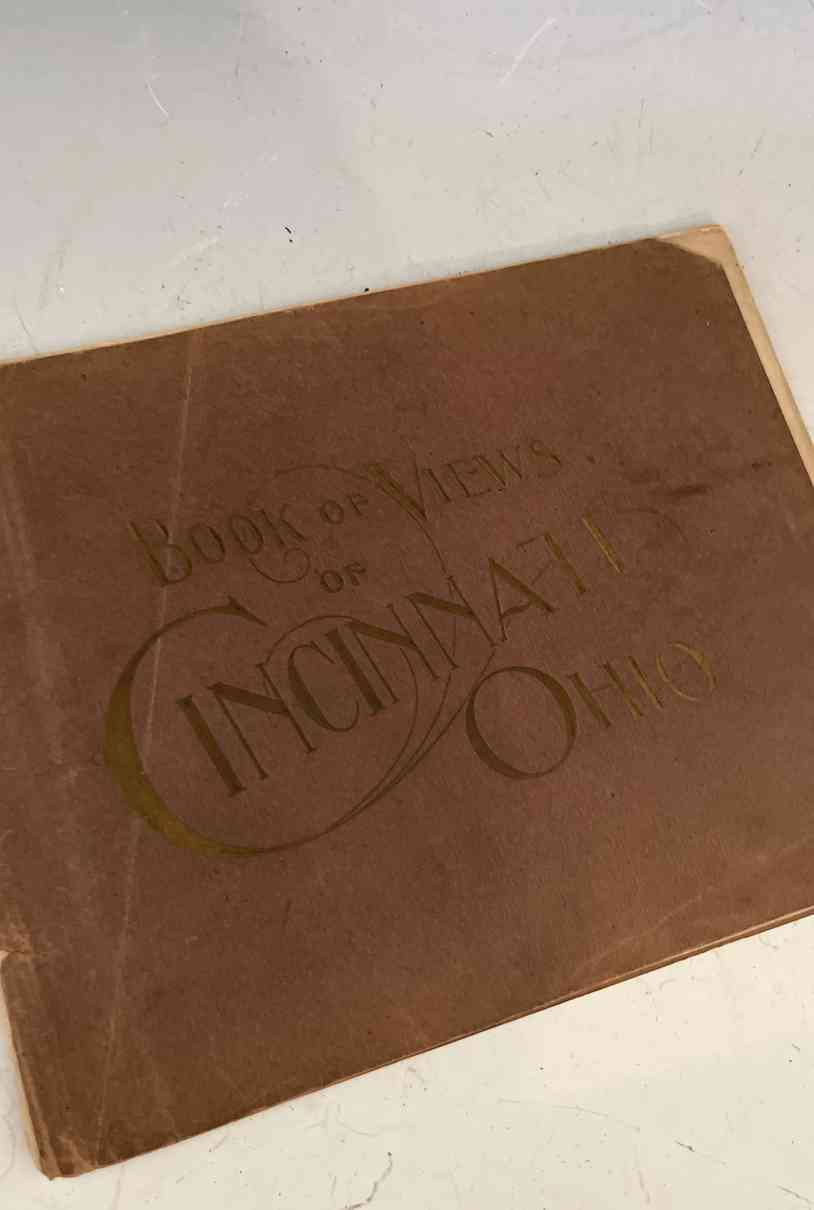 BOOK OF VIEWS
OF
CINCINNATI
OHIO